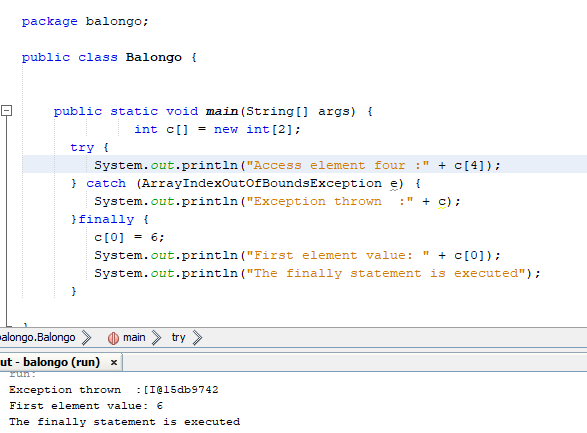 package balongo;
public class Balongo {
public static void main(String[] args) {
int c[] = new int[2];
try {
System.out.println("Access element four :" + c[4]);
} catch (ArrayIndexOutOfBoundsException e) {
System.out.println("Exception thrown  :" + c);
}finally {
c[0] = 6;
System.out.println("First element value: " + c[0]);
System.out.println("The finally statement is executed");
}
}
alongo.Balongo
main
try
ut - balongo (run) ×
run:
Exception thrown  :[I@15db9742
First element value: 6
The finally statement is executed